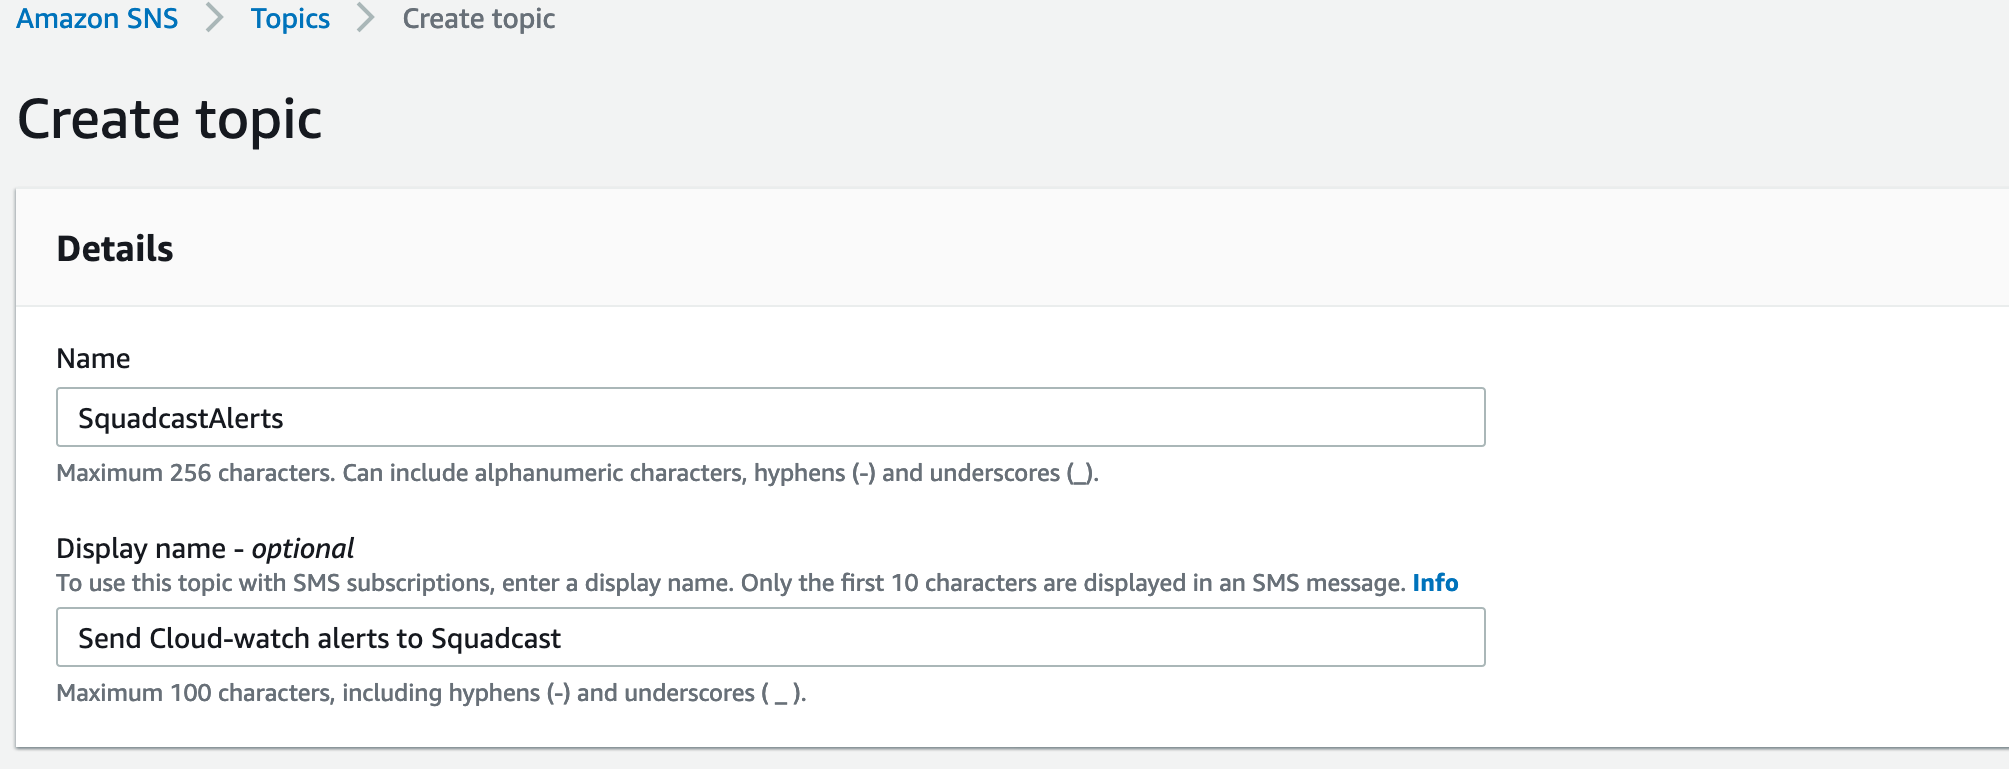 Amazon SNS > Topics > Create topic
Create topic
Details
Name
SquadcastAlerts
Maximum 256 characters. Can include alphanumeric characters, hyphens (-) and underscores (_).
Display name - optional
To use this topic with SMS subscriptions, enter a display name. Only the first 10 characters are displayed in an SMS message. Info
Send Cloud-watch alerts to Squadcast
Maximum 100 characters, including hyphens (-) and underscores ( _ ).